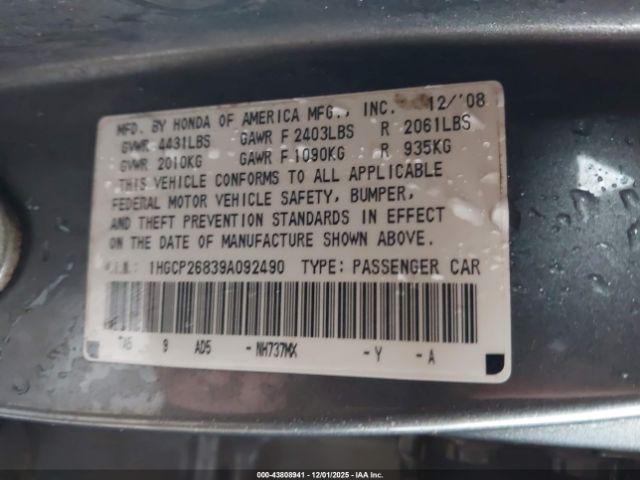 MFD. BY HONDA OF AMERICA MFG., INC. 12/'08
GVWR 4431LBS GAWR F 2403LBS R 2061LBS
GVWR 2010KG GAWR F 1090KG R 935KG
THIS VEHICLE CONFORMS TO ALL APPLICABLE
FEDERAL MOTOR VEHICLE SAFETY, BUMPER,
AND THEFT PREVENTION STANDARDS IN EFFECT
ON THE DATE OF MANUFACTURE SHOWN ABOVE.
V.I.N.: 1HGCP26839A092490 TYPE: PASSENGER CAR
9 AD5 -NH737MX -Y -A
000-43808941 - 12/01/2025 - IAA Inc.